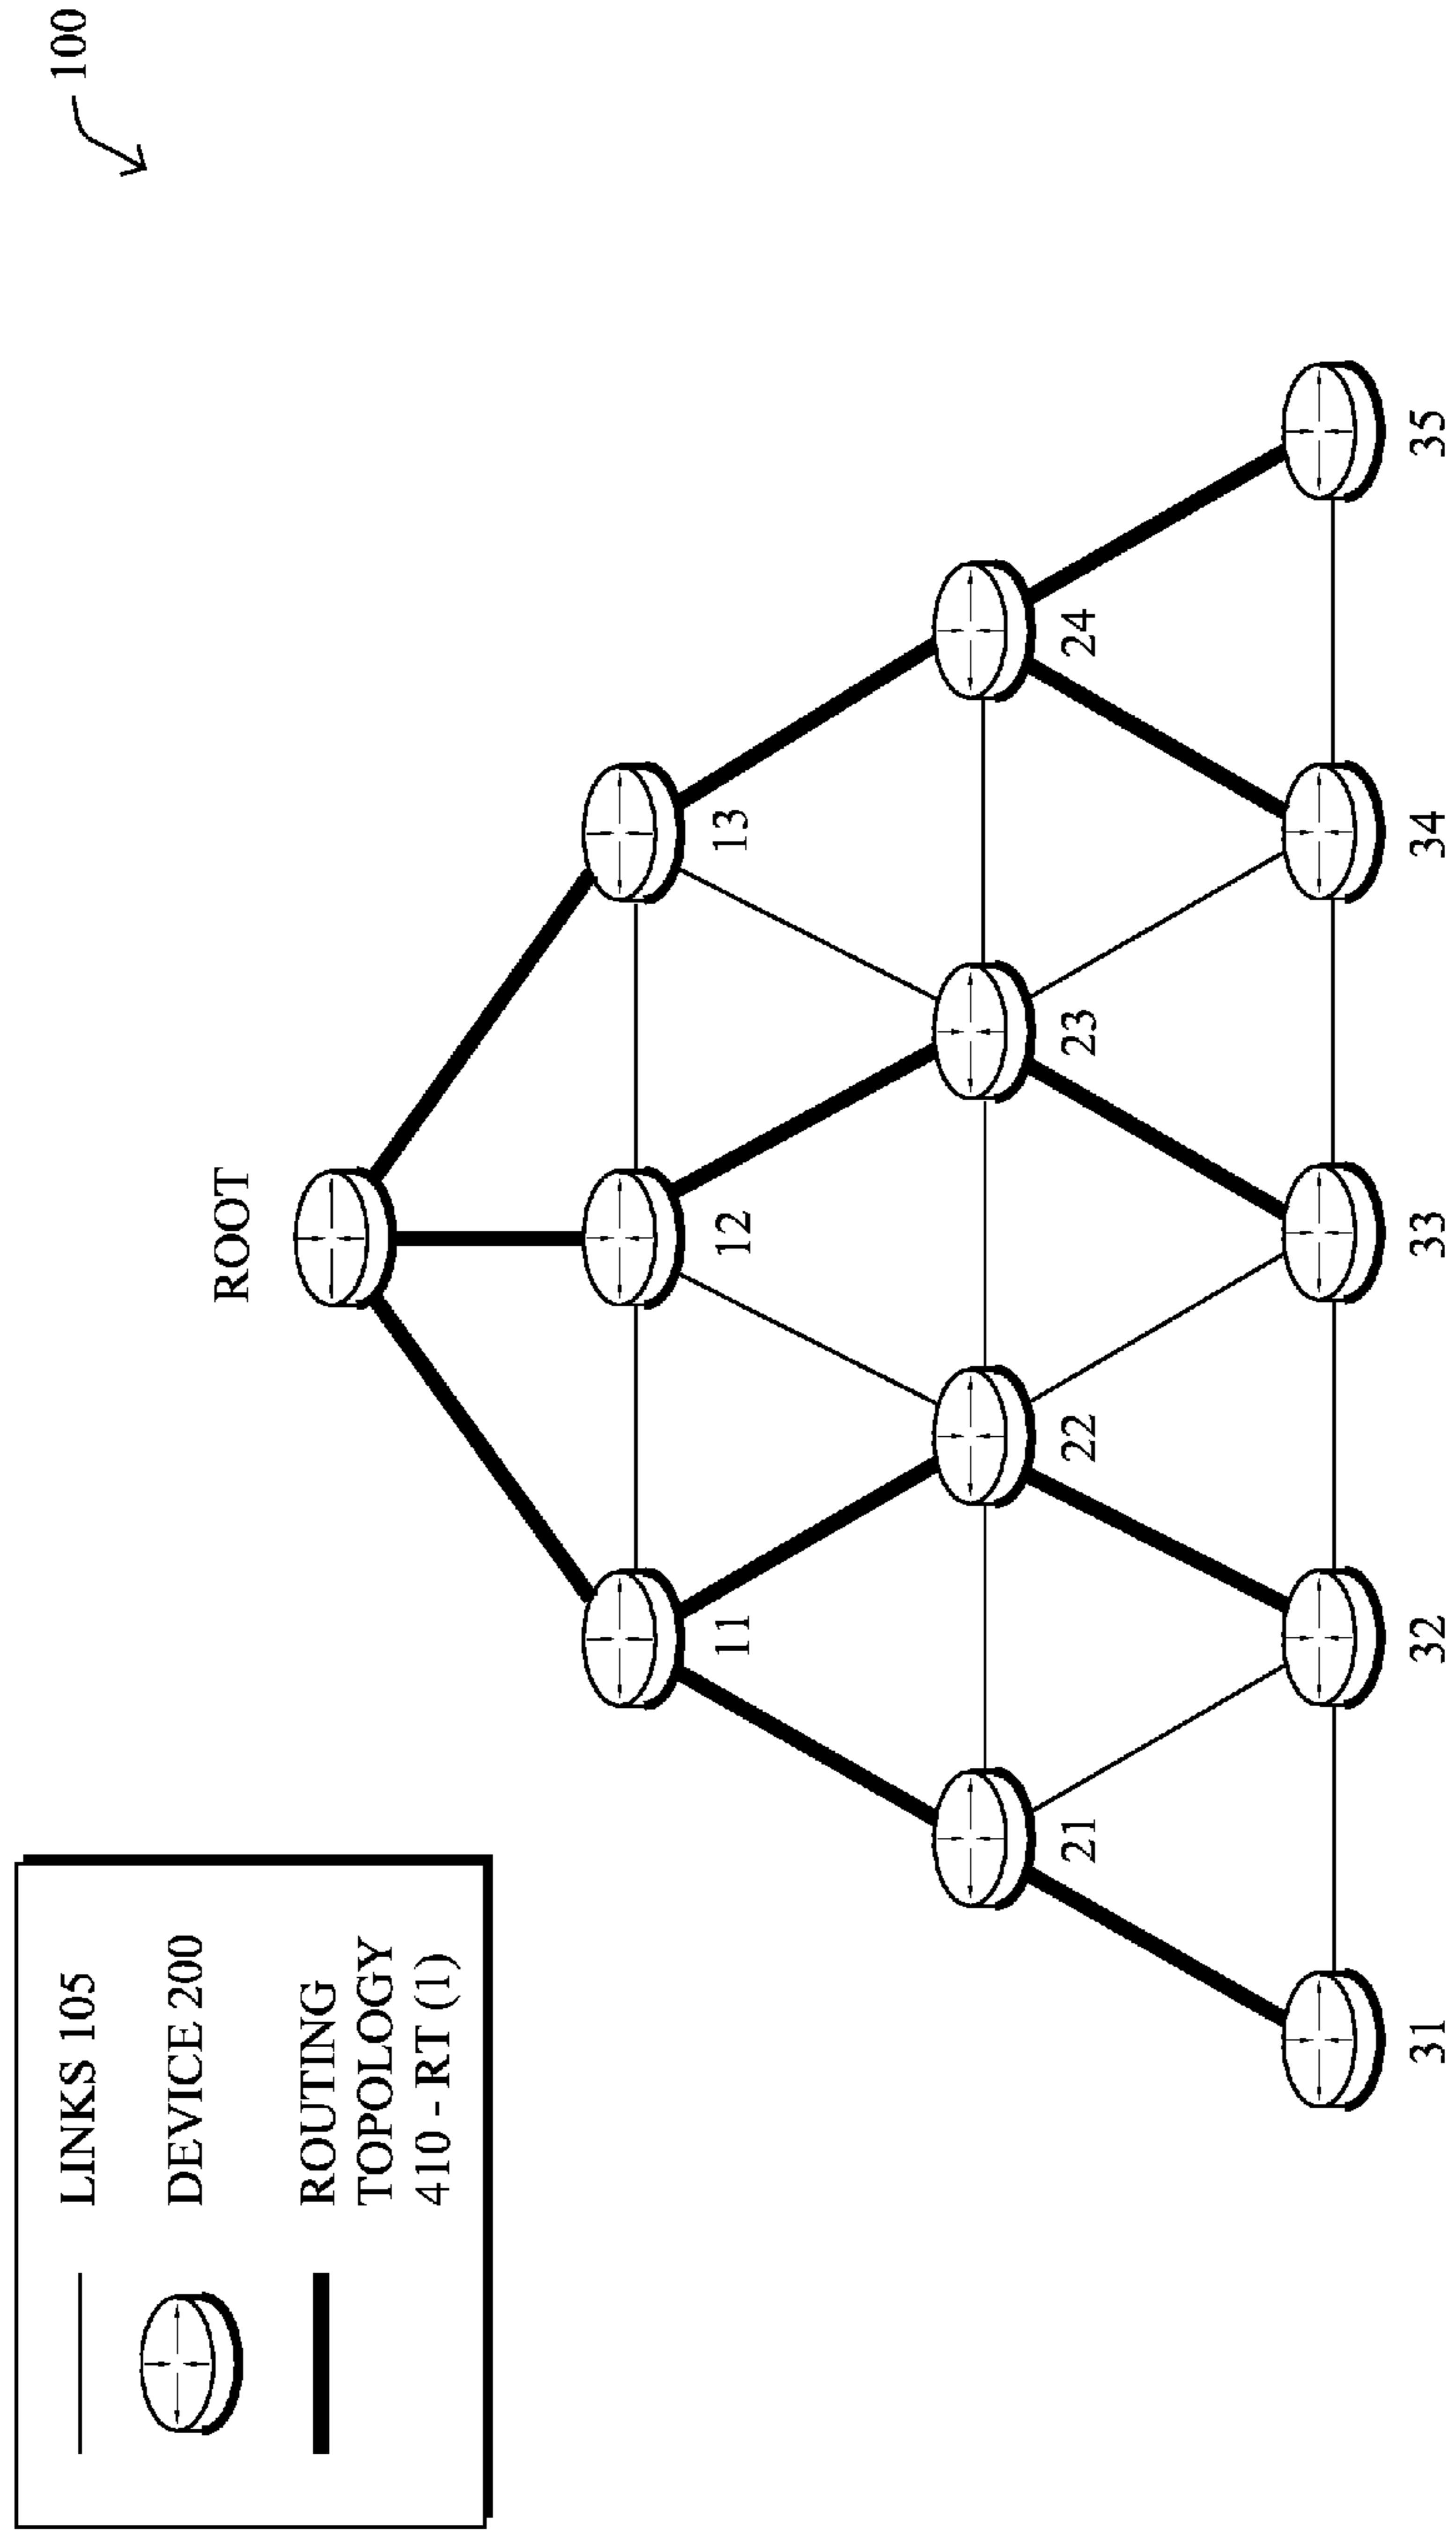 100
LINKS 105
DEVICE 200
ROUTING
TOPOLOGY
410 - RT (1)
ROOT
11
12
13
21
22
23
24
31
32
33
34
35